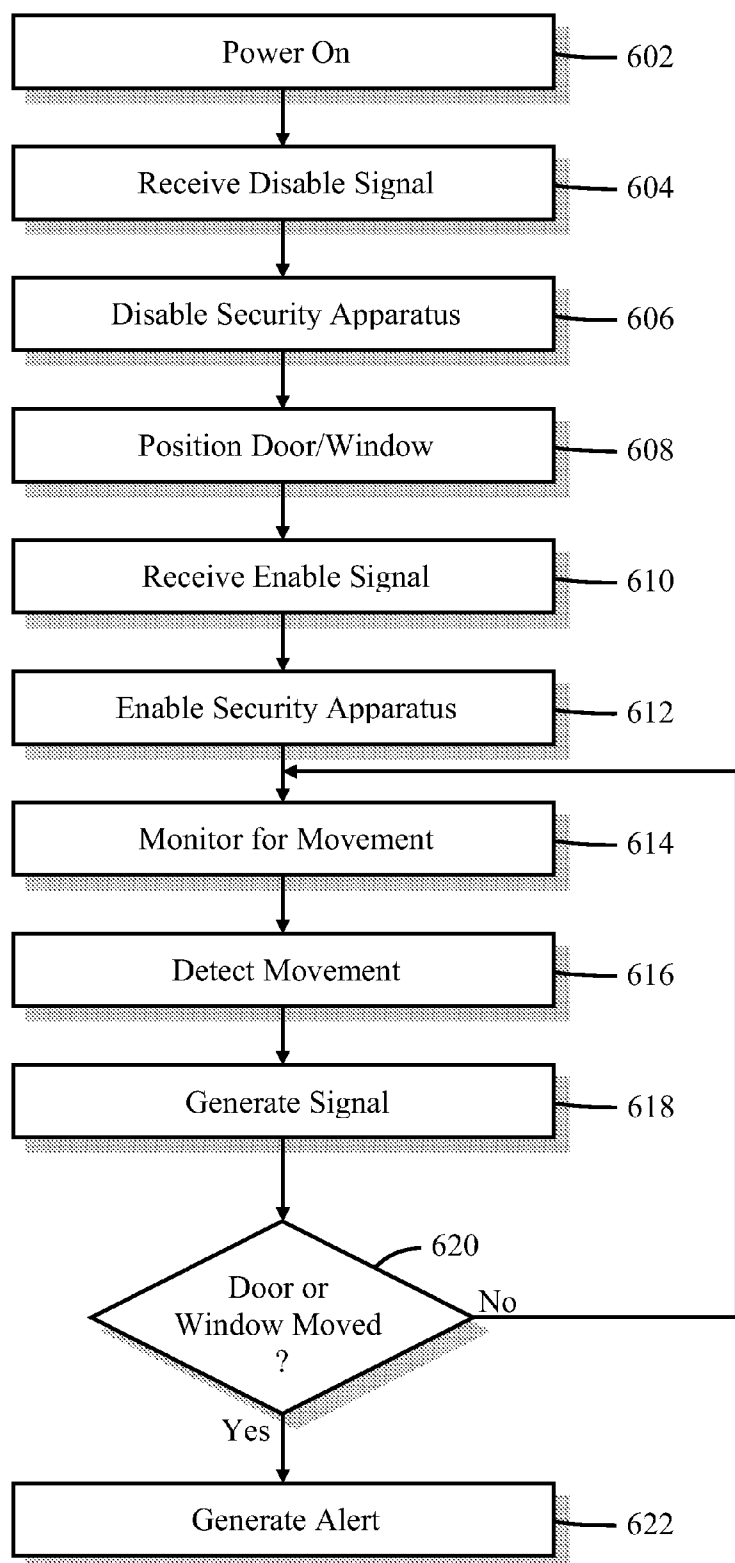 Power On
602
Receive Disable Signal
604
Disable Security Apparatus
606
Position Door/Window
608
Receive Enable Signal
610
Enable Security Apparatus
612
Monitor for Movement
614
Detect Movement
616
Generate Signal
618
620
Door or
Window Moved
?
No
Yes
Generate Alert
622